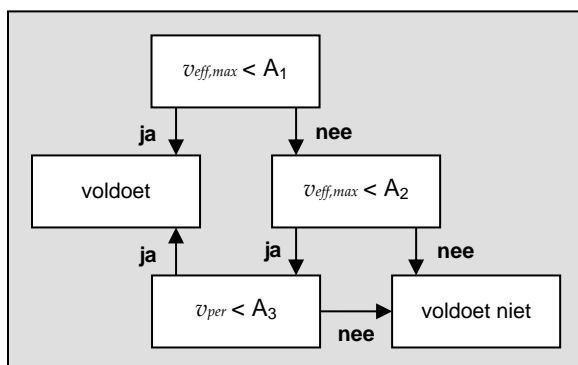 v_eff,max < A₁
ja
nee
voldoet
v_eff,max < A₂
ja
ja
nee
v_per < A₃
nee
voldoet niet